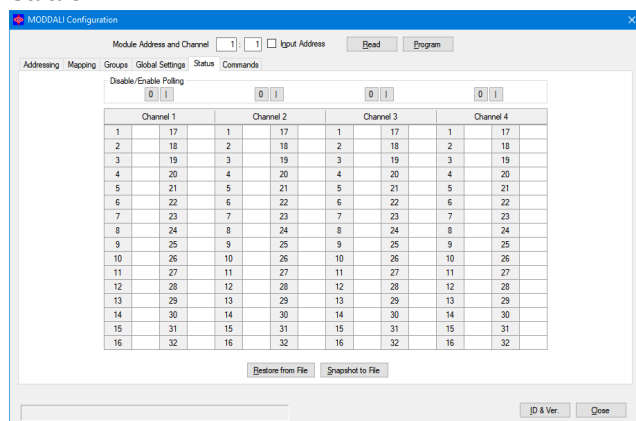 MODDALI Configuration
Module Address and Channel 1 : 1 Input Address Read Program
Addressing Mapping Groups Global Settings Status Commands
Disable/Enable Polling
0 I 0 I 0 I 0 I
Channel 1 Channel 2 Channel 3 Channel 4
1 17 1 17 1 17 1 17
2 18 2 18 2 18 2 18
3 19 3 19 3 19 3 19
4 20 4 20 4 20 4 20
5 21 5 21 5 21 5 21
6 22 6 22 6 22 6 22
7 23 7 23 7 23 7 23
8 24 8 24 8 24 8 24
9 25 9 25 9 25 9 25
10 26 10 26 10 26 10 26
11 27 11 27 11 27 11 27
12 28 12 28 12 28 12 28
13 29 13 29 13 29 13 29
14 30 14 30 14 30 14 30
15 31 15 31 15 31 15 31
16 32 16 32 16 32 16 32
Restore from File Snapshot to File
ID & Ver. Close